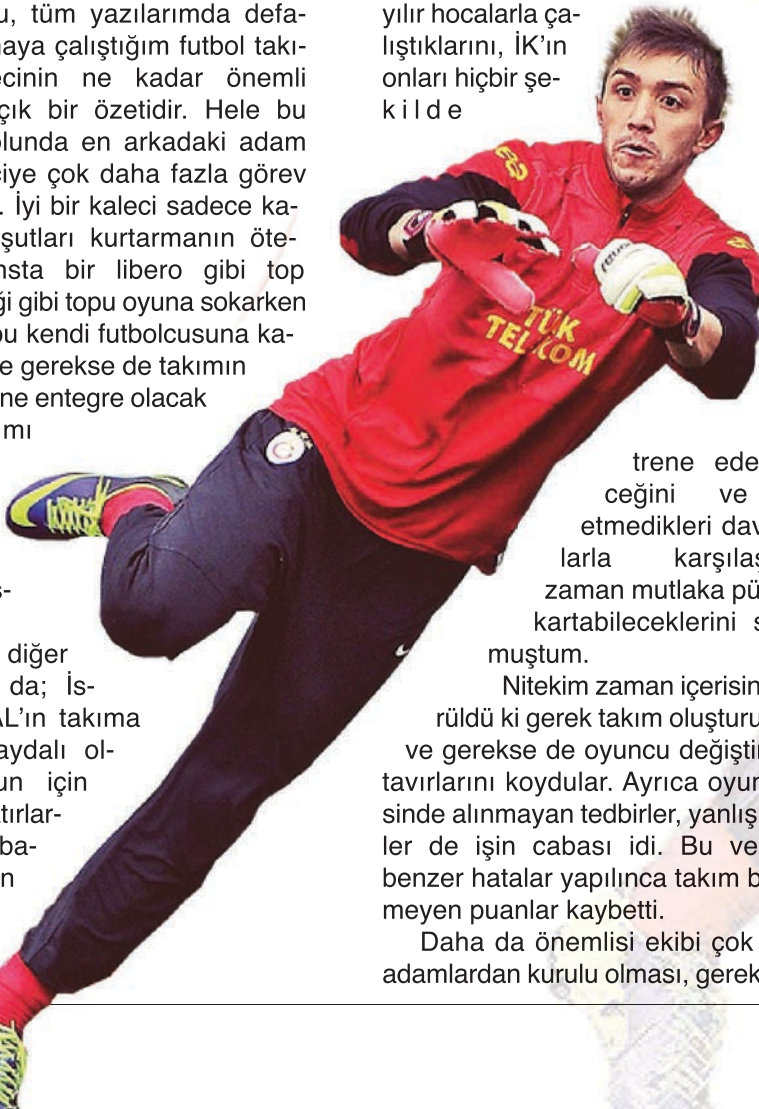 u, tüm yazılarımda defa-
naya çalıştığım futbol takı-
ecinin ne kadar önemli
çık bir özetidir. Hele bu
olunda en arkadaki adam
ciye çok daha fazla görev
. İyi bir kaleci sadece ka-
şutları kurtarmanın öte-
nsta bir libero gibi top
ği gibi topu oyuna sokarken
pu kendi futbolcusuna ka-
e gerekse de takımın
ne entegre olacak
mı
s-
diğer
da; İs-
AL’ın takıma
aydalı ol-
un için
tırlar-
ba-
n
yılır hocalarla ça-
lıştıklarını, İK’ın
onları hiçbir şe-
kilde
TÜRK
TELEKOM
trene ede
ceğini ve
etmedikleri dav
larla karşılaş
zaman mutlaka pü
kartabileceklerini s
muştum.
Nitekim zaman içerisin
rüldü ki gerek takım oluşturu
ve gerekse de oyuncu değiştir
tavırlarını koydular. Ayrıca oyun
sinde alınmayan tedbirler, yanlış
ler de işin cabası idi. Bu ve
benzer hatalar yapılınca takım b
meyen puanlar kaybetti.
Daha da önemlisi ekibi çok
adamlardan kurulu olması, gerek